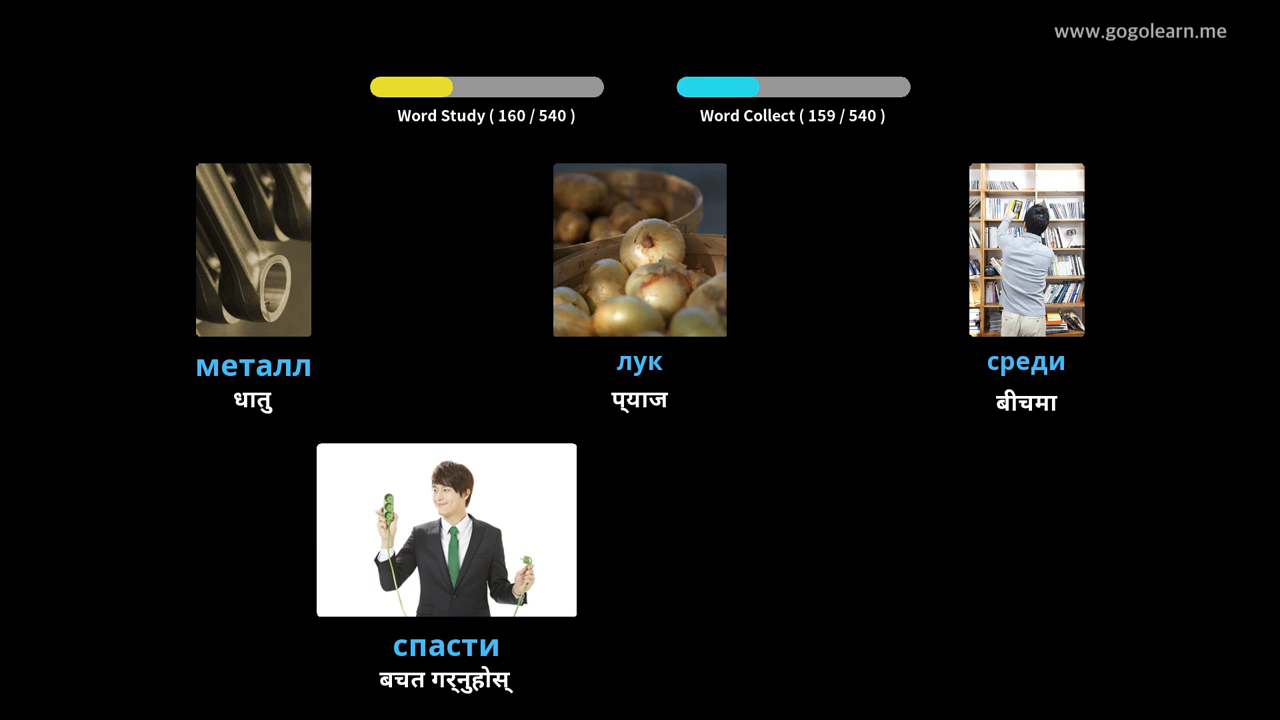 www.gogolearn.me
Word Study ( 160 / 540 )
Word Collect ( 159 / 540 )
металл
धातु
лук
प्याज
среди
बीचमा
спасти
बचत गर्नुहोस्